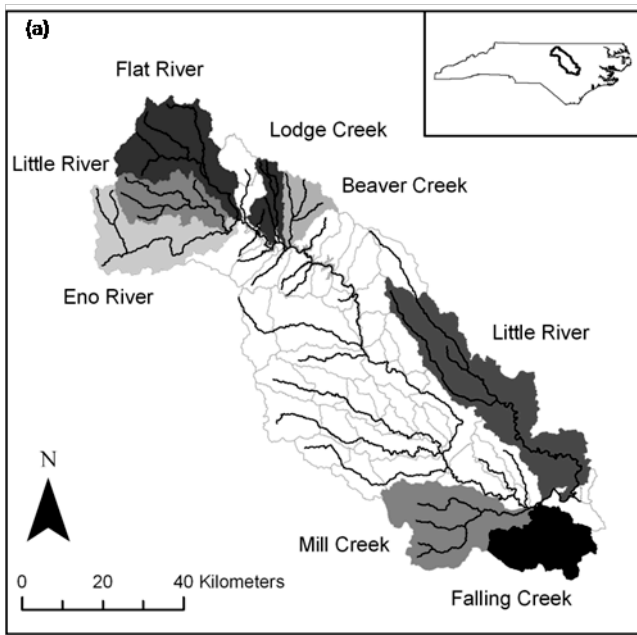 (a)
Flat River
Lodge Creek
Little River
Beaver Creek
Eno River
Little River
N
Mill Creek
0 20 40 Kilometers
Falling Creek